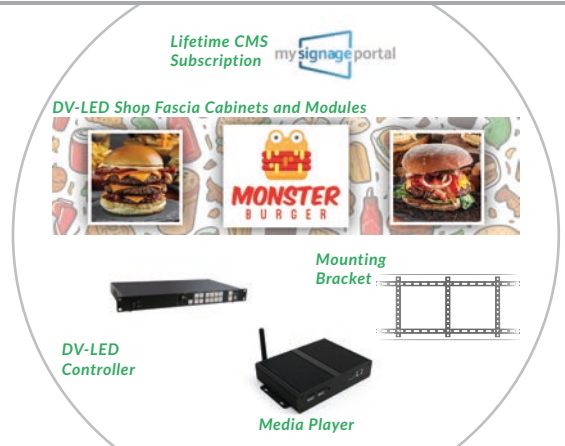 Lifetime CMS
Subscription
mysignageportal
DV-LED Shop Fascia Cabinets and Modules
MONSTER
BURGER
Mounting
Bracket
DV-LED
Controller
Media Player